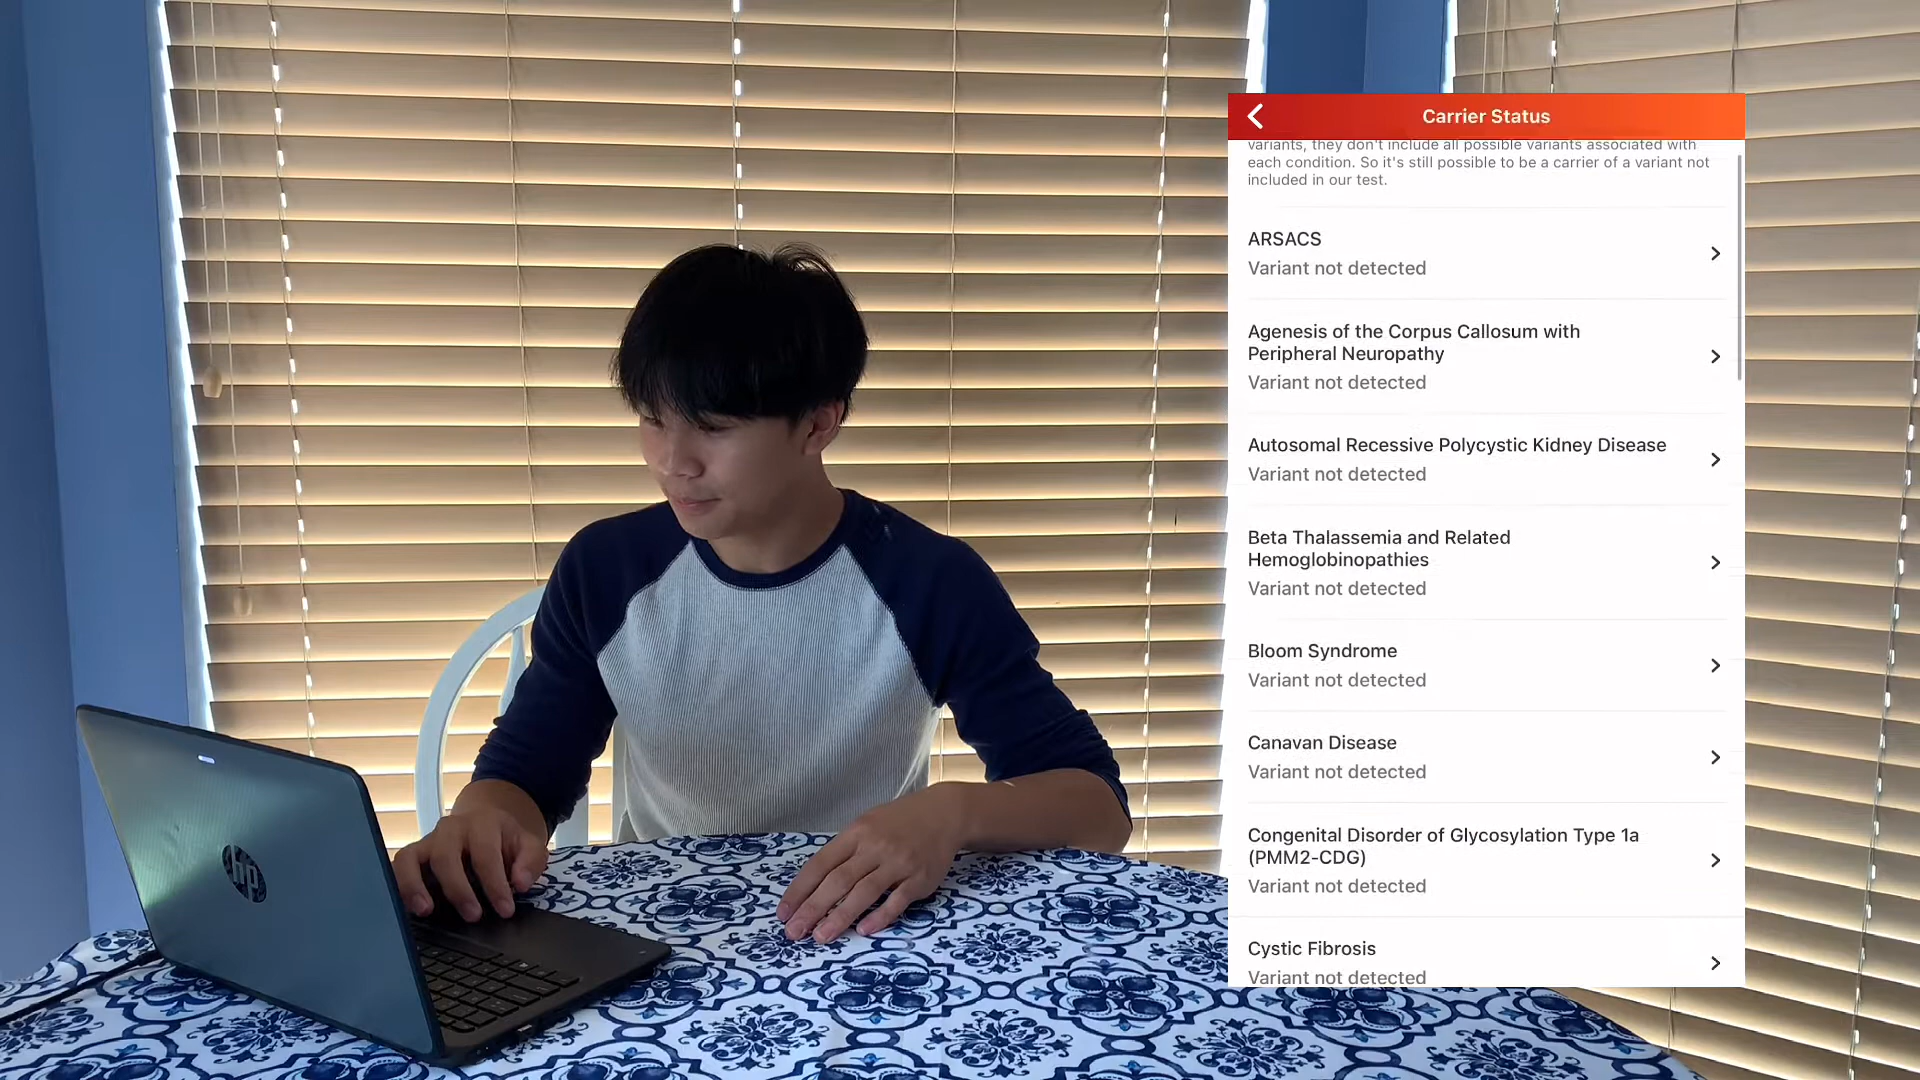 Carrier Status
variants, they don't include all possible variants associated with
each condition. So it's still possible to be a carrier of a variant not
included in our test.
ARSACS
Variant not detected
Agenesis of the Corpus Callosum with
Peripheral Neuropathy
Variant not detected
Autosomal Recessive Polycystic Kidney Disease
Variant not detected
Beta Thalassemia and Related
Hemoglobinopathies
Variant not detected
Bloom Syndrome
Variant not detected
Canavan Disease
Variant not detected
Congenital Disorder of Glycosylation Type 1a
(PMM2-CDG)
Variant not detected
Cystic Fibrosis
Variant not detected
hp